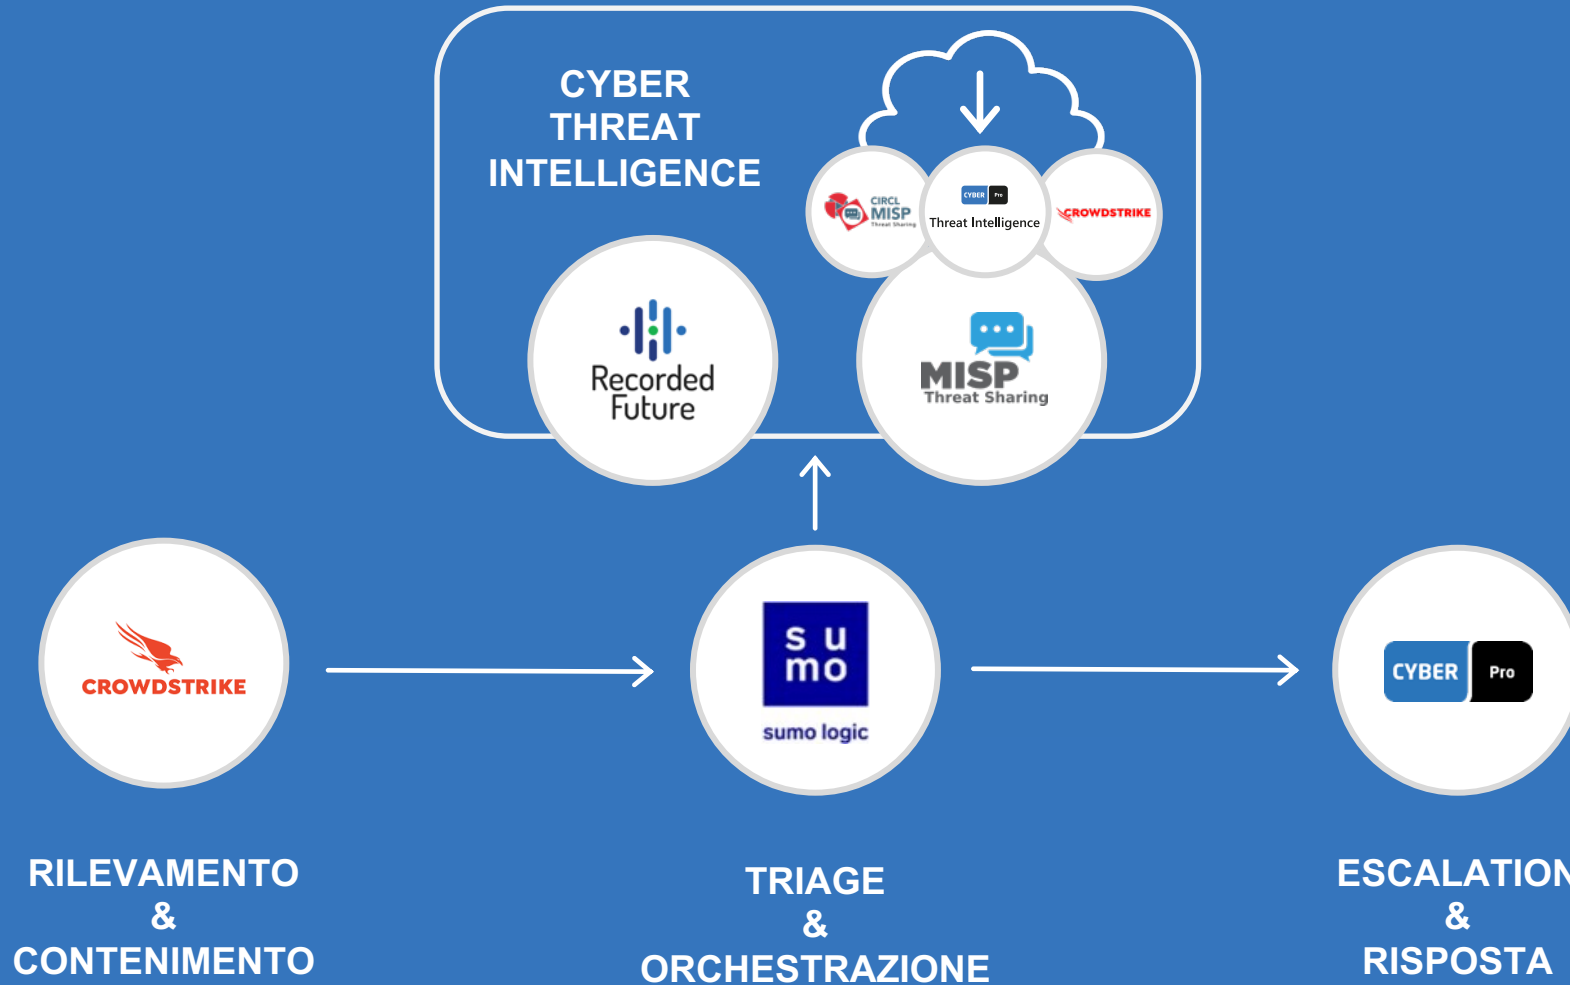 CYBER
THREAT
INTELLIGENCE
CIRCL
MISP
Threat Sharing
CYBER Pro
Threat Intelligence
CROWDSTRIKE
Recorded
Future
MISP
Threat Sharing
CROWDSTRIKE
su
mo
sumo logic
CYBER Pro
RILEVAMENTO
&
CONTENIMENTO
TRIAGE
&
ORCHESTRAZIONE
ESCALATION
&
RISPOSTA